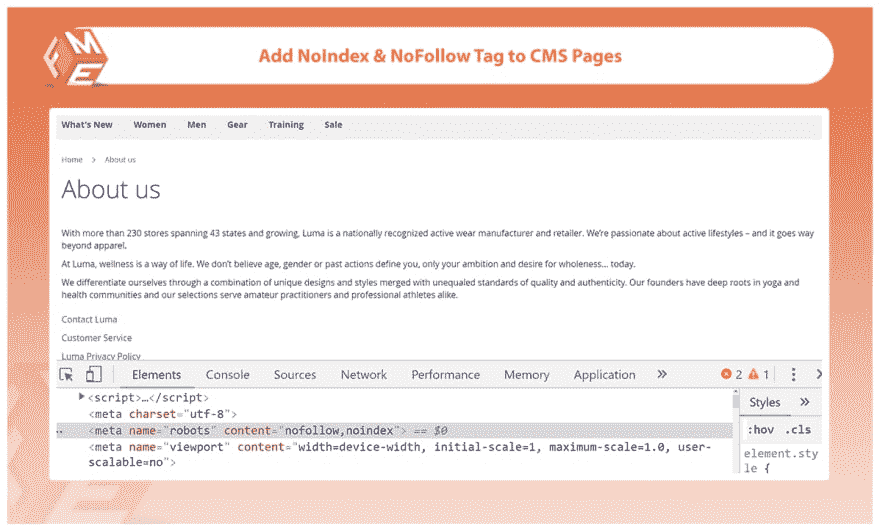 FME
Add NoIndex & NoFollow Tag to CMS Pages
What's New Women Men Gear Training Sale
Home > About us
About us
With more than 230 stores spanning 43 states and growing, Luma is a nationally recognized active wear manufacturer and retailer. We're passionate about active lifestyles – and it goes way
beyond apparel.
At Luma, wellness is a way of life. We don't believe age, gender or past actions define you, only your ambition and desire for wholeness... today.
We differentiate ourselves through a combination of unique designs and styles merged with unequaled standards of quality and authenticity. Our founders have deep roots in yoga and
health communities and our selections serve amateur practitioners and professional athletes alike.
Contact Luma
Customer Service
Luma Privacy Policy
Elements Console Sources Network Performance Memory Application » 2 1
<script>…</script>
Styles »
<meta charset="utf-8">
<meta name="robots" content="nofollow,noindex"> == $0
:hov .cls
<meta name="viewport" content="width=device-width, initial-scale=1, maximum-scale=1.0, user-
scalable=no">
element.sty
le {